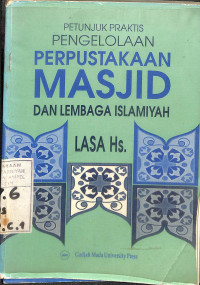 PETUNJUK PRAKTIS
PENGELOLAAN
PERPUSTAKAAN
MASJID
DAN LEMBAGA ISLAMIYAH
LASA Hs.
Gadjah Mada University Press